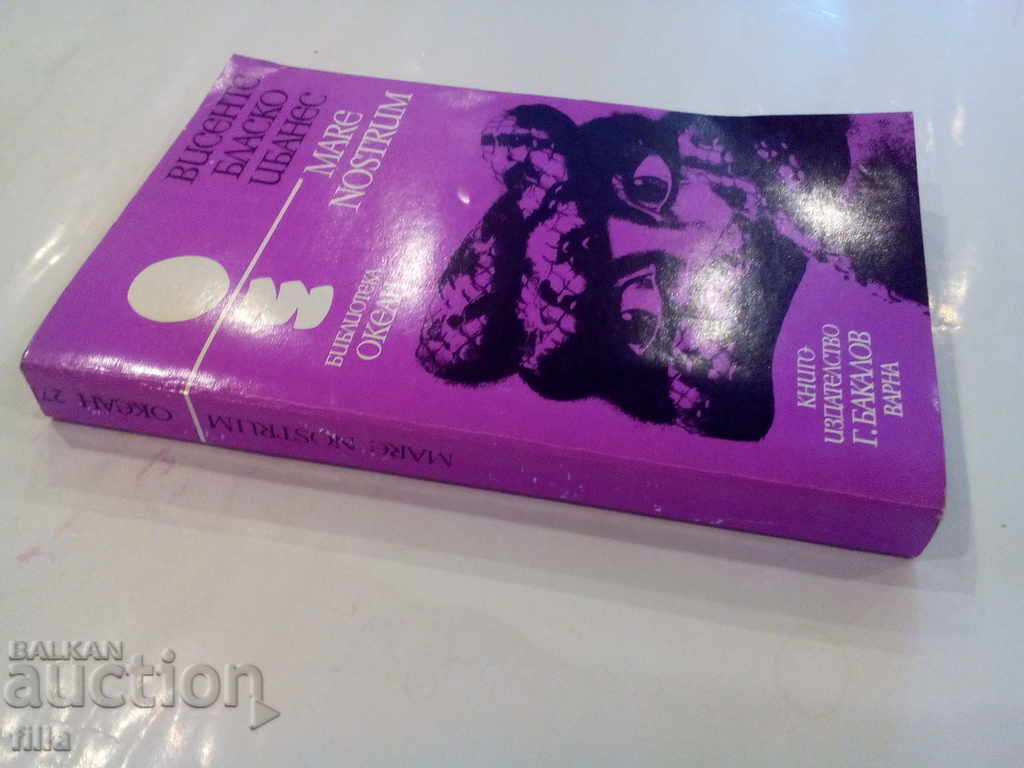 ВИСЕНТЕ
БЛАСКО
ИБАНЕС
MARE
NOSTRUM
БИБЛИОТЕКА
ОКЕАН
КНИГО-
ИЗДАТЕЛСТВО
Г. БАКАЛОВ
ВАРНА
MARE NOSTRUM
ОКЕАН 27
BALKAN
auction
filla